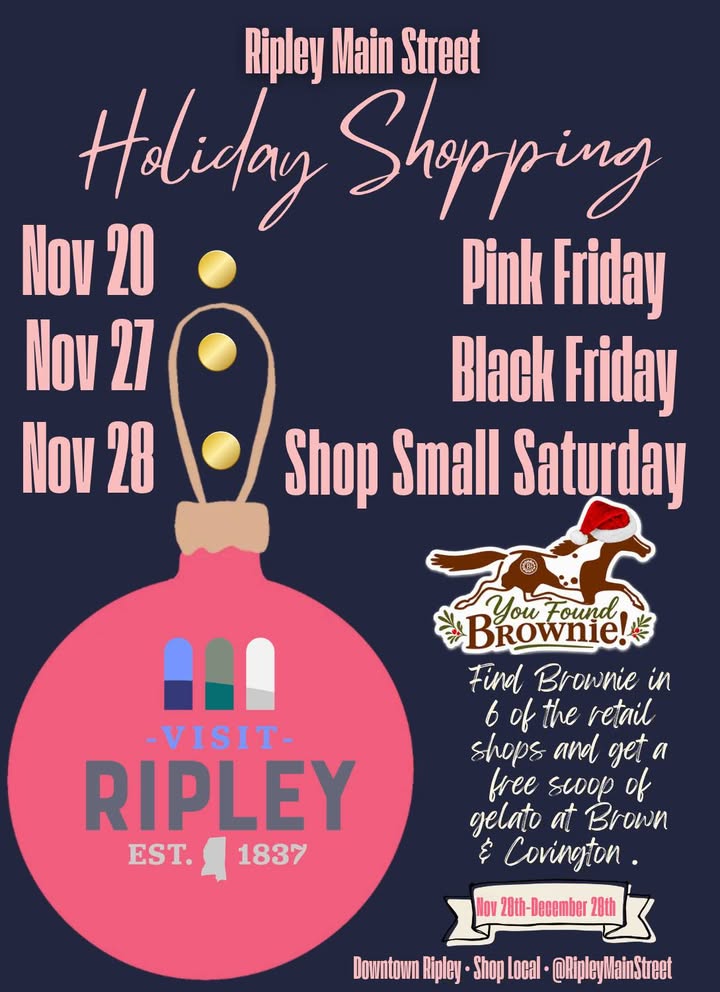 Ripley Main Street
Holiday Shopping
Nov 20 Pink Friday
Nov 27 Black Friday
Nov 28 Shop Small Saturday
You Found
BROWNIE!
Find Brownie in
6 of the retail
shops and get a
free scoop of
gelato at Brown
& Covington .
Nov 28th-December 28th
-VISIT-
RIPLEY
EST. 1837
Downtown Ripley • Shop Local • @RipleyMainStreet